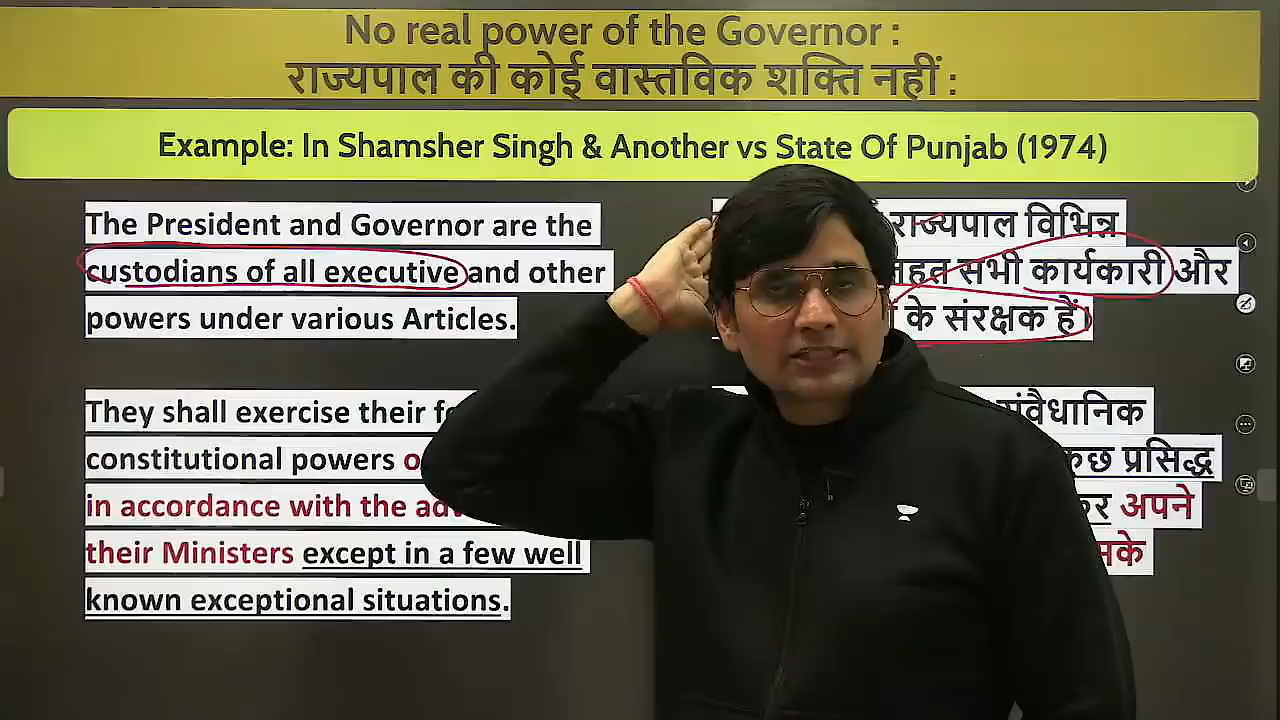 No real power of the Governor :
राज्यपाल की कोई वास्तविक शक्ति नहीं :
Example: In Shamsher Singh & Another vs State Of Punjab (1974)
The President and Governor are the
custodians of all executive and other
powers under various Articles.
They shall exercise their
constitutional powers
in accordance with the
their Ministers except in a few well
known exceptional situations.
राज्यपाल विभिन्न
सभी कार्यकारी और
के संरक्षक हैं।
प्रसिद्ध
अपने